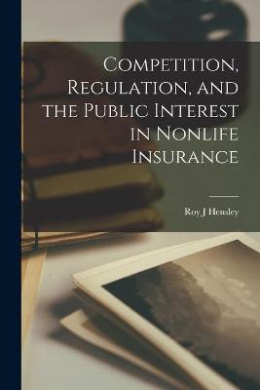 Competition,
Regulation, and
the Public Interest
in Nonlife
Insurance
Roy J Hensley